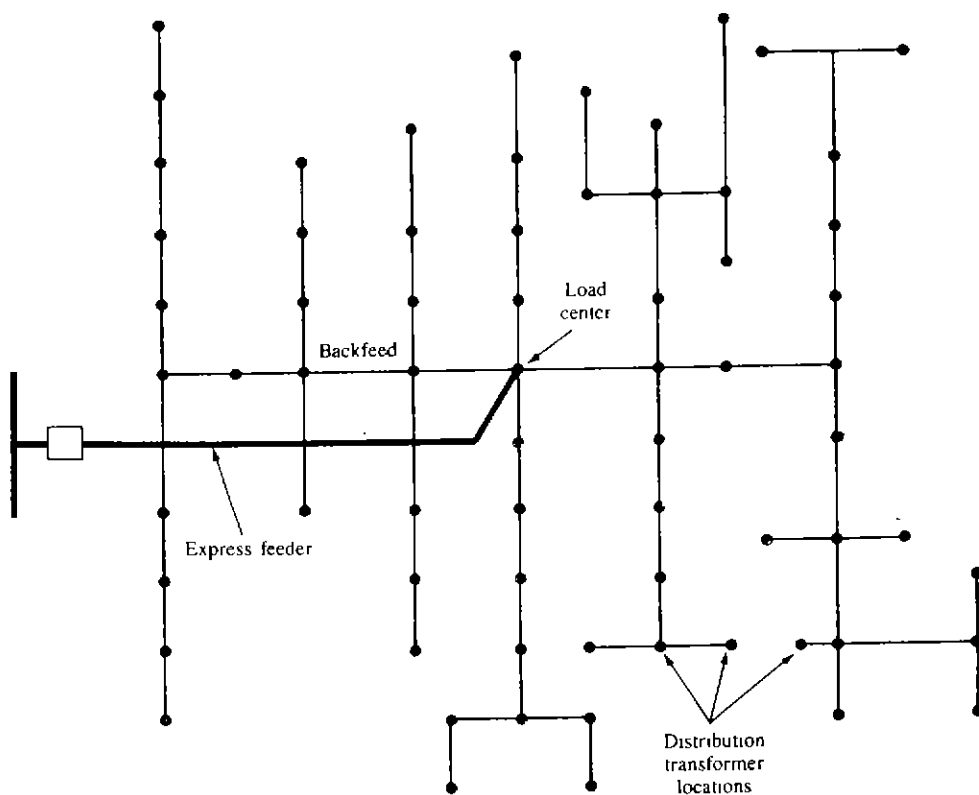 Load
center
Backfeed
Express feeder
Distribution
transformer
locations